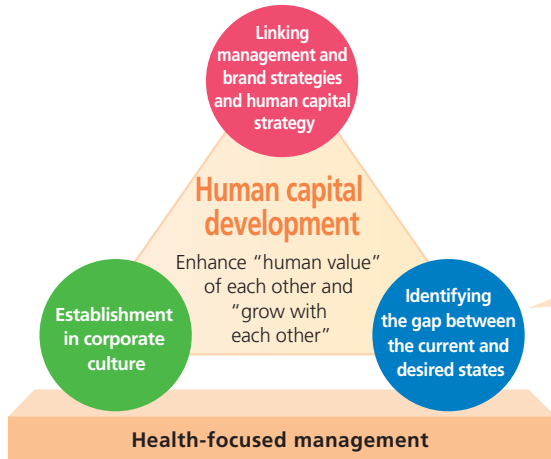 Linking
management and
brand strategies
and human capital
strategy
Human capital
development
Enhance “human value”
of each other and
“grow with
each other”
Establishment
in corporate
culture
Identifying
the gap between
the current and
desired states
Health-focused management